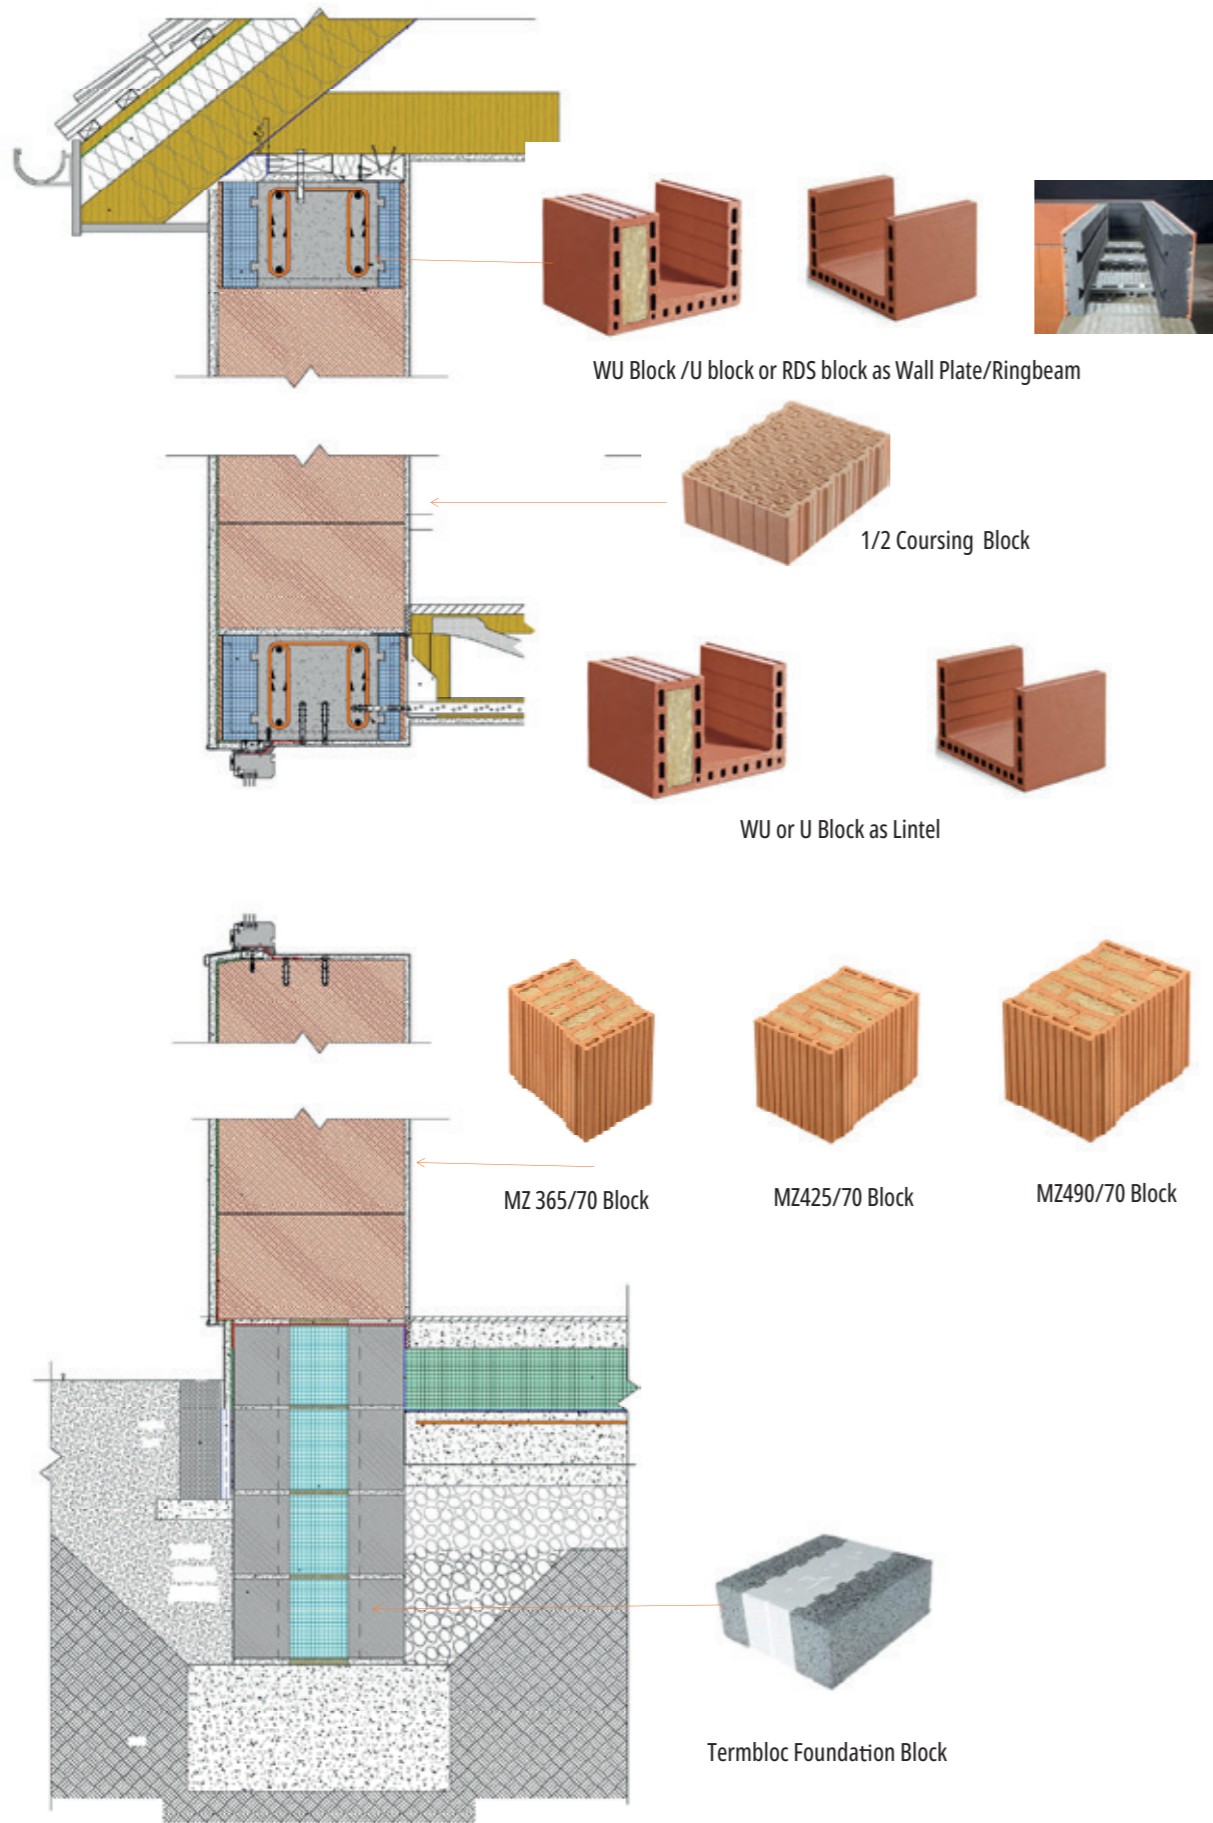 WU Block /U block or RDS block as Wall Plate/Ringbeam
1/2 Coursing Block
WU or U Block as Lintel
MZ 365/70 Block
MZ425/70 Block
MZ490/70 Block
Termbloc Foundation Block